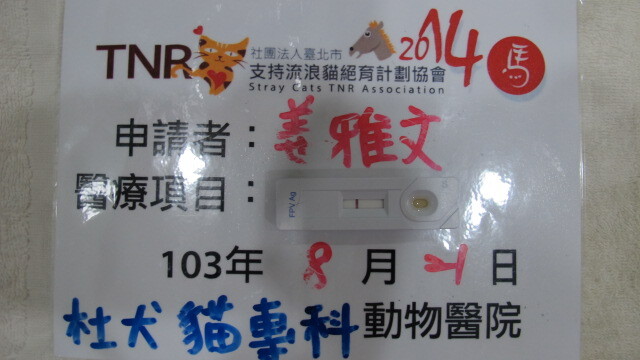 TNR 社團法人臺北市 2014 馬
支持流浪貓絕育計劃協會
Stray Cats TNR Association
申請者：姜雅文
醫療項目：
FPV Ag
103年 8 月 21 日
杜犬貓專科動物醫院